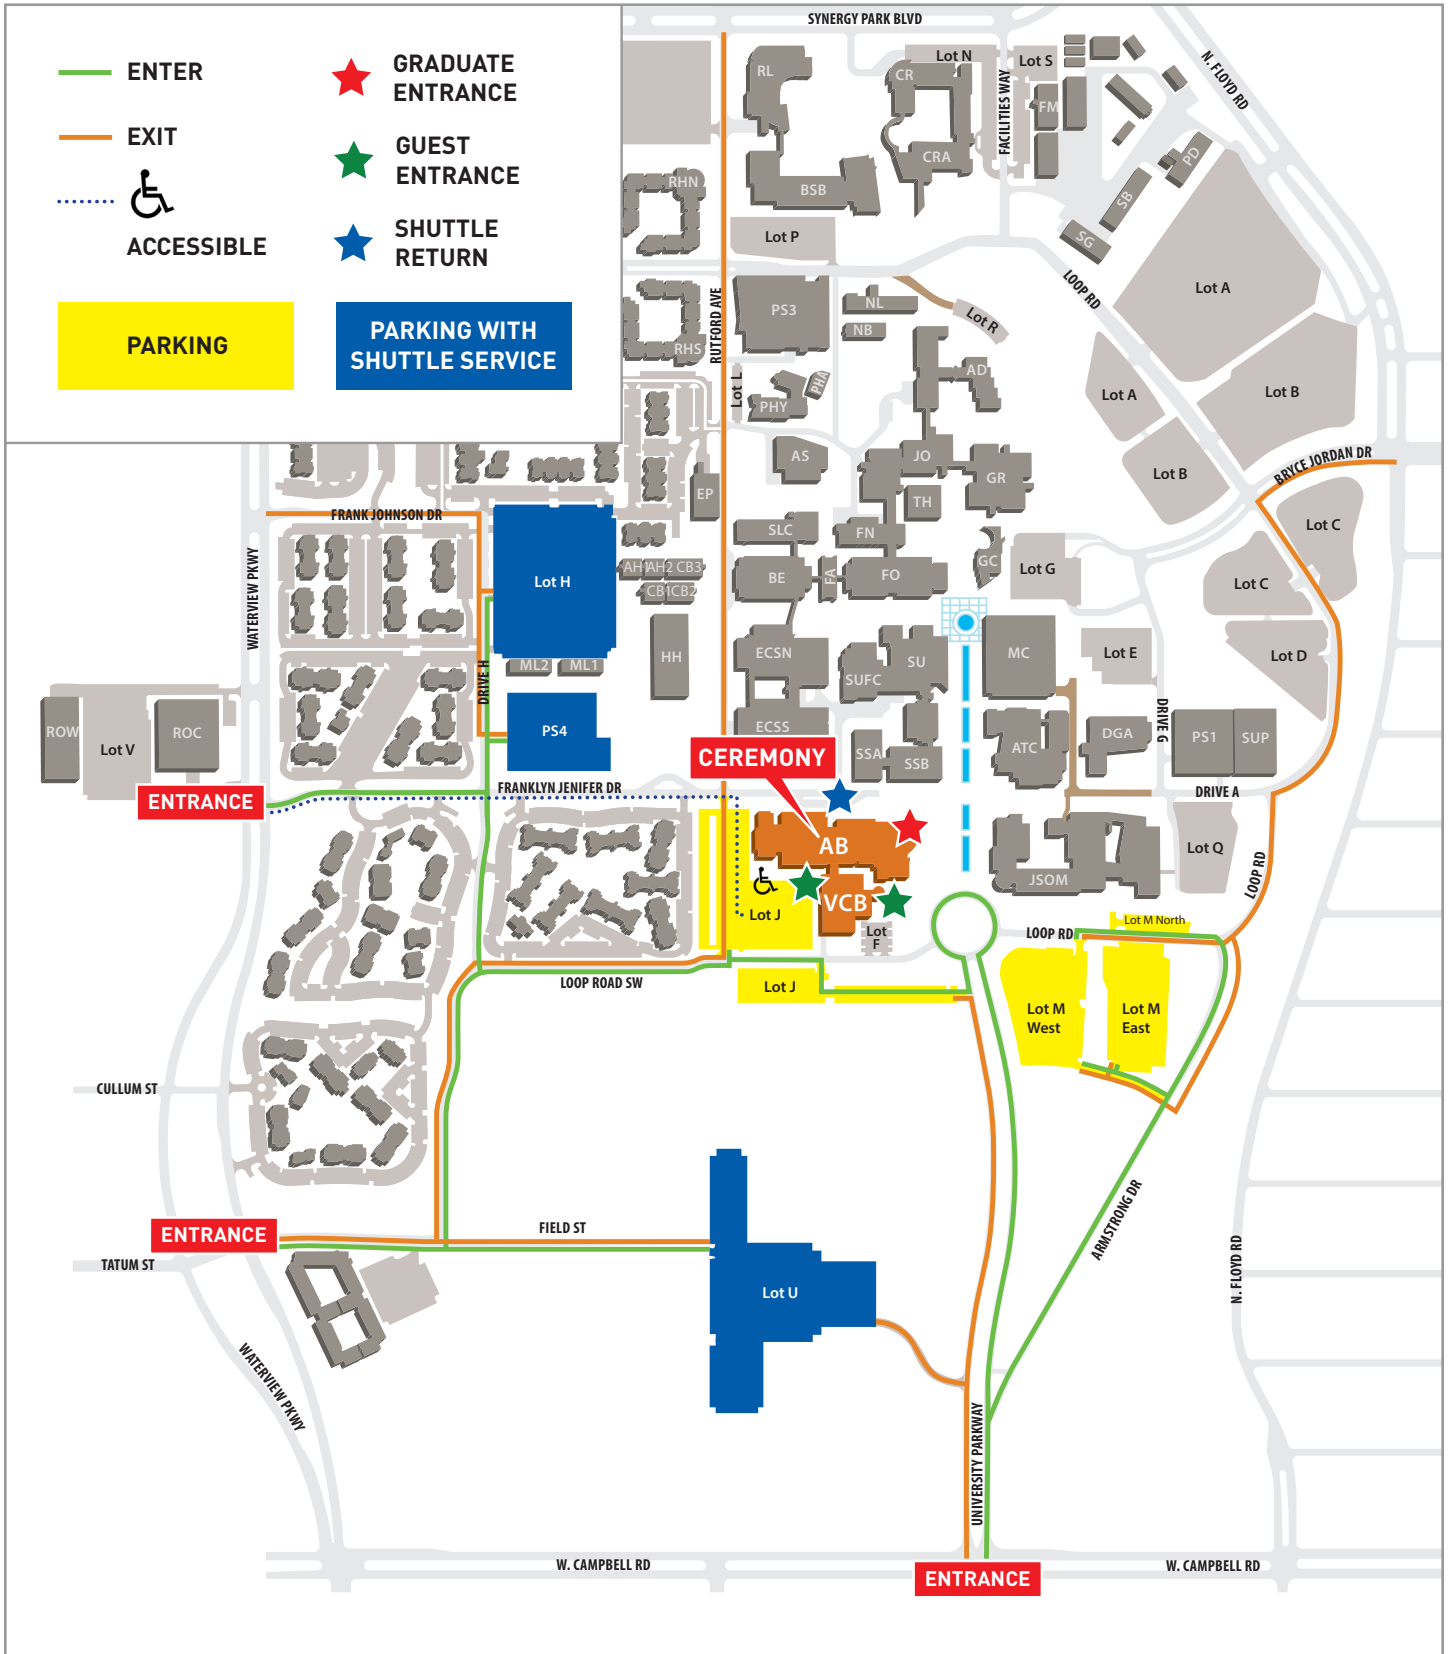 ENTER
EXIT
ACCESSIBLE
GRADUATE
ENTRANCE
GUEST
ENTRANCE
SHUTTLE
RETURN
PARKING
PARKING WITH
SHUTTLE SERVICE
SYNERGY PARK BLVD
N. FLOYD RD
Lot N
Lot S
RL
CR
FM
FACILITIES WAY
CRA
PD
BSB
RHN
SB
SG
Lot P
LOOP RD
Lot A
RUTFORD AVE
PS3
NL
NB
Lot R
RHS
Lot L
PHA
PHY
AD
Lot A
Lot B
AS
JO
GR
Lot B
BRYCE JORDAN DR
EP
TH
FRANK JOHNSON DR
SLC
FN
Lot C
WATERVIEW PKWY
Lot H
AH1
AH2
CB3
CB1
CB2
BE
FA
FO
GC
Lot G
Lot C
ML2
ML1
HH
ECSN
SU
SUFC
MC
Lot E
Lot D
DRIVE H
ROW
Lot V
ROC
PS4
ECSS
SSA
SSB
ATC
DGA
DRIVE G
PS1
SUP
CEREMONY
ENTRANCE
FRANKLYN JENIFER DR
DRIVE A
AB
VCB
Lot J
Lot F
JSOM
Lot Q
LOOP RD
Lot M North
LOOP RD
LOOP ROAD SW
Lot J
Lot M
West
Lot M
East
CULLUM ST
ENTRANCE
FIELD ST
TATUM ST
ARMSTRONG DR
N. FLOYD RD
Lot U
WATERVIEW PKWY
UNIVERSITY PARKWAY
W. CAMPBELL RD
ENTRANCE
W. CAMPBELL RD